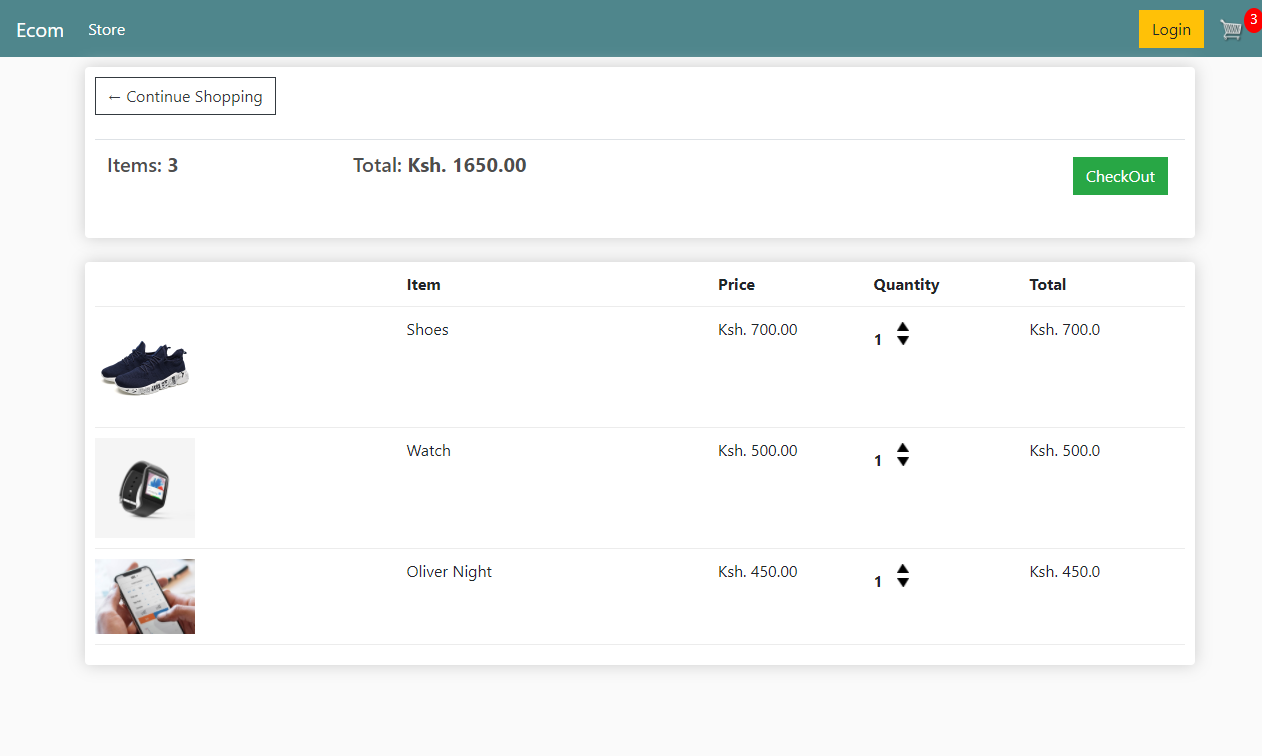 Ecom Store Login 3
← Continue Shopping
Items: 3 Total: Ksh. 1650.00 CheckOut
Item Price Quantity Total
Shoes Ksh. 700.00 1 Ksh. 700.0
Watch Ksh. 500.00 1 Ksh. 500.0
Oliver Night Ksh. 450.00 1 Ksh. 450.0